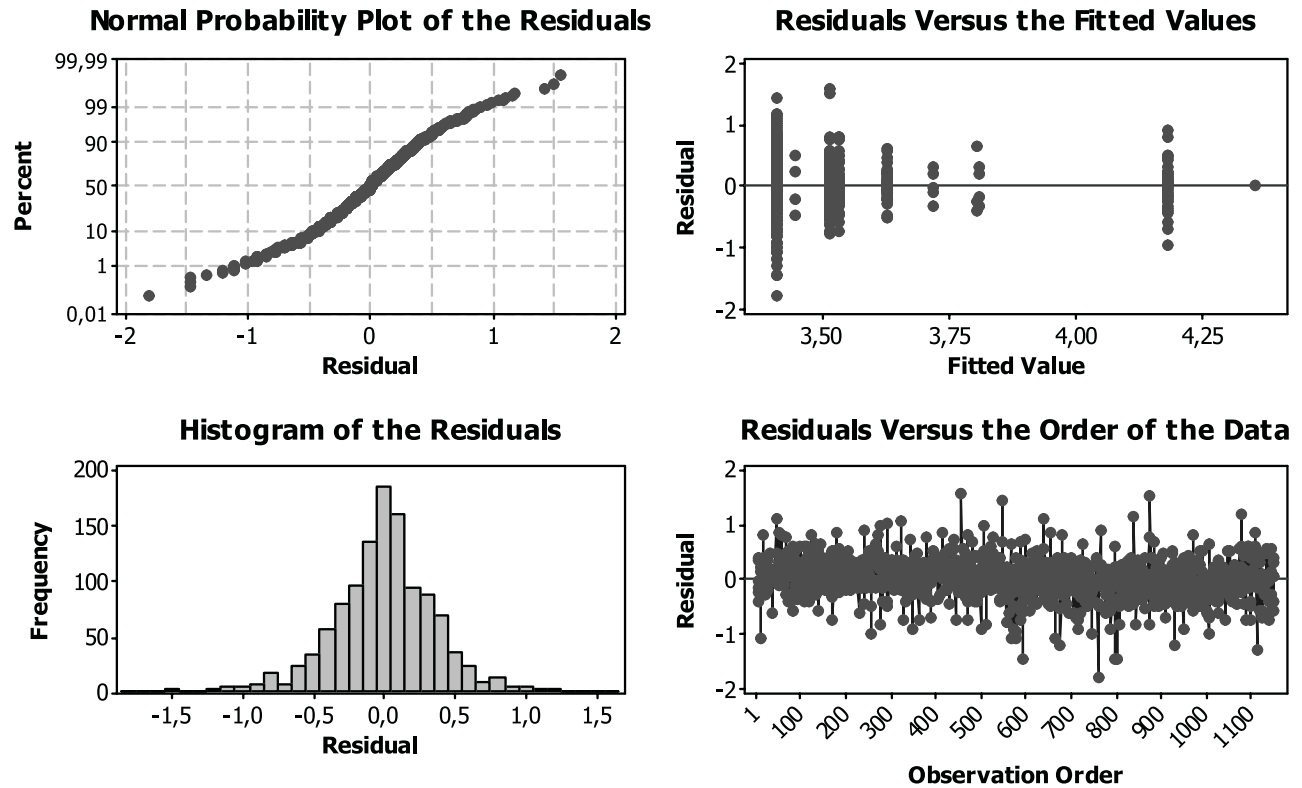 Normal Probability Plot of the Residuals
99,99
99
90
50
10
1
0,01
Percent
-2 -1 0 1 2
Residual
Residuals Versus the Fitted Values
2
1
0
-1
-2
Residual
3,50 3,75 4,00 4,25
Fitted Value
Histogram of the Residuals
200
150
100
50
0
Frequency
-1,5 -1,0 -0,5 0,0 0,5 1,0 1,5
Residual
Residuals Versus the Order of the Data
2
1
0
-1
-2
Residual
1 100 200 300 400 500 600 700 800 900 1000 1100
Observation Order